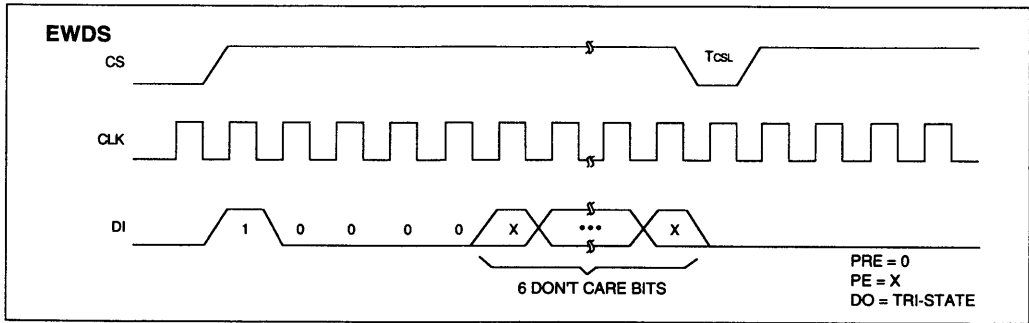 EWDS
CS
TCSL
CLK
DI
1 0 0 0 0 X ••• X
6 DON'T CARE BITS
PRE = 0
PE = X
DO = TRI-STATE